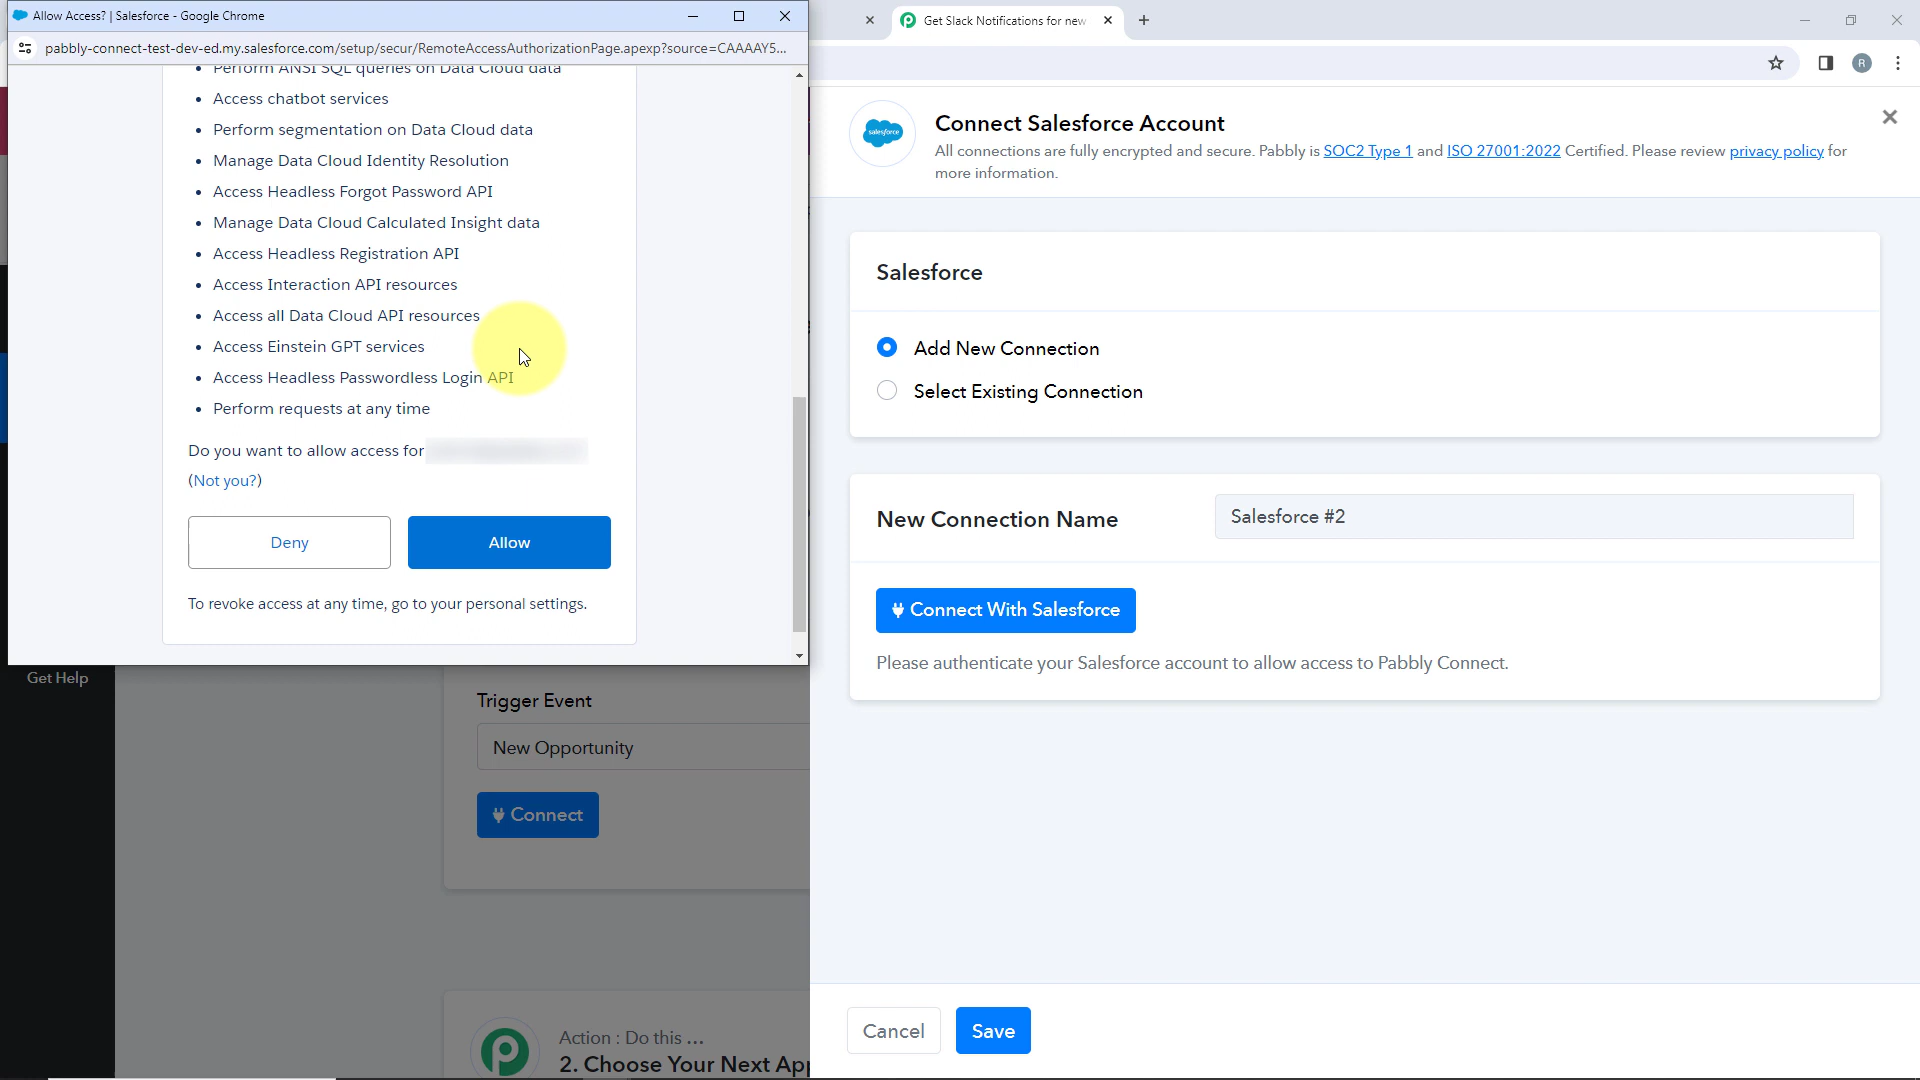 Allow Access? | Salesforce - Google Chrome
pabbly-connect-test-dev-ed.my.salesforce.com/setup/secur/RemoteAccessAuthorizationPage.apexp?source=CAAAAY5...
Perform ANSI SQL queries on Data Cloud data
Access chatbot services
Perform segmentation on Data Cloud data
Manage Data Cloud Identity Resolution
Access Headless Forgot Password API
Manage Data Cloud Calculated Insight data
Access Headless Registration API
Access Interaction API resources
Access all Data Cloud API resources
Access Einstein GPT services
Access Headless Passwordless Login API
Perform requests at any time
Do you want to allow access for
(Not you?)
Deny
Allow
To revoke access at any time, go to your personal settings.
Get Slack Notifications for new
R
salesforce
Connect Salesforce Account
All connections are fully encrypted and secure. Pabbly is SOC2 Type 1 and ISO 27001:2022 Certified. Please review privacy policy for
more information.
Salesforce
Add New Connection
Select Existing Connection
New Connection Name
Salesforce #2
Connect With Salesforce
Please authenticate your Salesforce account to allow access to Pabbly Connect.
Cancel
Save
Get Help
Trigger Event
New Opportunity
Connect
Action : Do this ...
2. Choose Your Next App